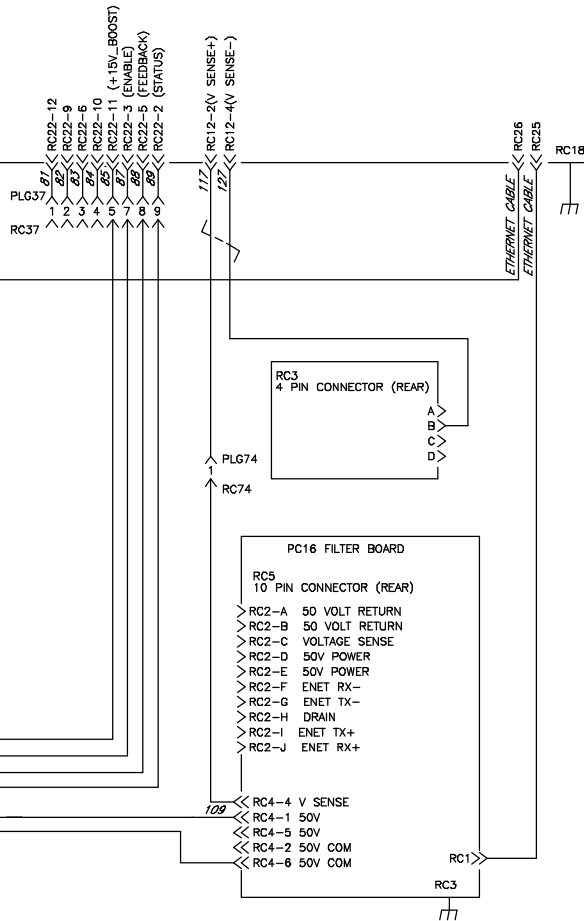 RC22-12
RC22-9
RC22-6
RC22-10
RC22-11 (+15V_BOOST)
RC22-3 (ENABLE)
RC22-5 (FEEDBACK)
RC22-2 (STATUS)
RC12-2(V SENSE+)
RC12-4(V SENSE-)
RC26
RC25
RC18
81
82
83
84
85
87
88
89
117
127
ETHERNET CABLE
ETHERNET CABLE
PLG37
1 2 3 4 5 7 8 9
RC37
RC3
4 PIN CONNECTOR (REAR)
A
B
C
D
PLG74
1
RC74
PC16 FILTER BOARD
RC5
10 PIN CONNECTOR (REAR)
RC2-A 50 VOLT RETURN
RC2-B 50 VOLT RETURN
RC2-C VOLTAGE SENSE
RC2-D 50V POWER
RC2-E 50V POWER
RC2-F ENET RX-
RC2-G ENET TX-
RC2-H DRAIN
RC2-I ENET TX+
RC2-J ENET RX+
109
RC4-4 V SENSE
RC4-1 50V
RC4-5 50V
RC4-2 50V COM
RC4-6 50V COM
RC1
RC3